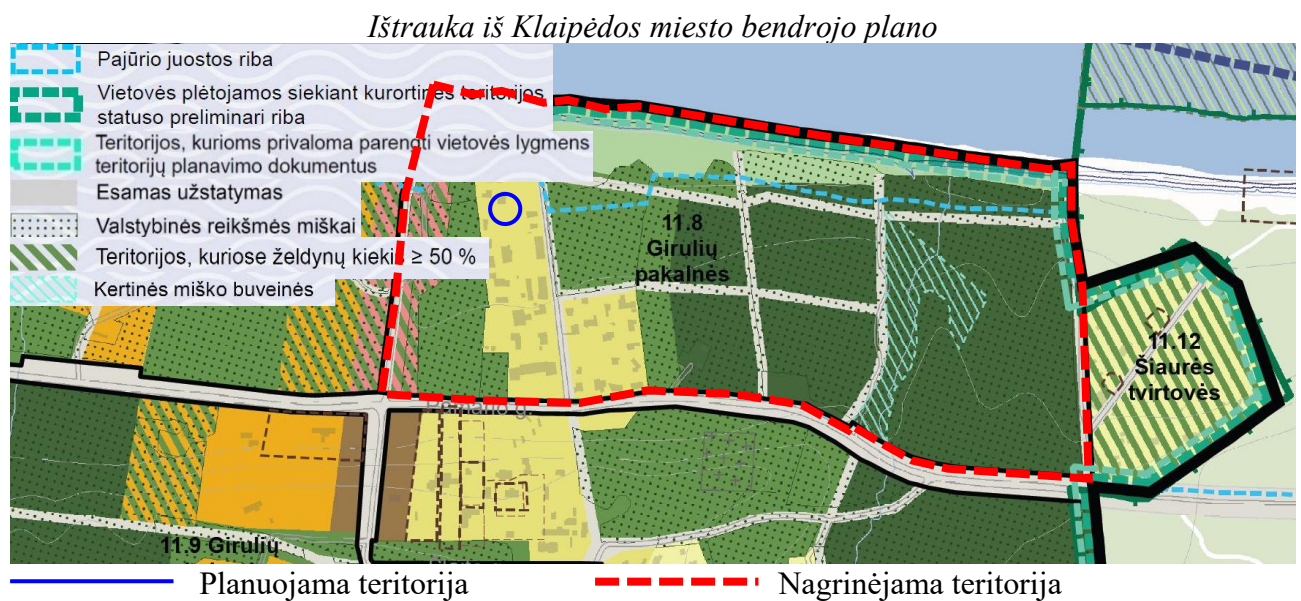 Ištrauka iš Klaipėdos miesto bendrojo plano
Pajūrio juostos riba
Vietovės plėtojamos siekiant kurortinės teritorijos
statuso preliminari riba
Teritorijos, kurioms privaloma parengti vietovės lygmens
teritorijų planavimo dokumentus
Esamas užstatymas
Valstybinės reikšmės miškai
Teritorijos, kuriose želdynų kiekis ≥ 50 %
Kertinės miško buveinės
11.8
Girulių
pakalnės
11.12
Šiaurės
tvirtovės
11.9 Girulių
Planuojama teritorija
Nagrinėjama teritorija